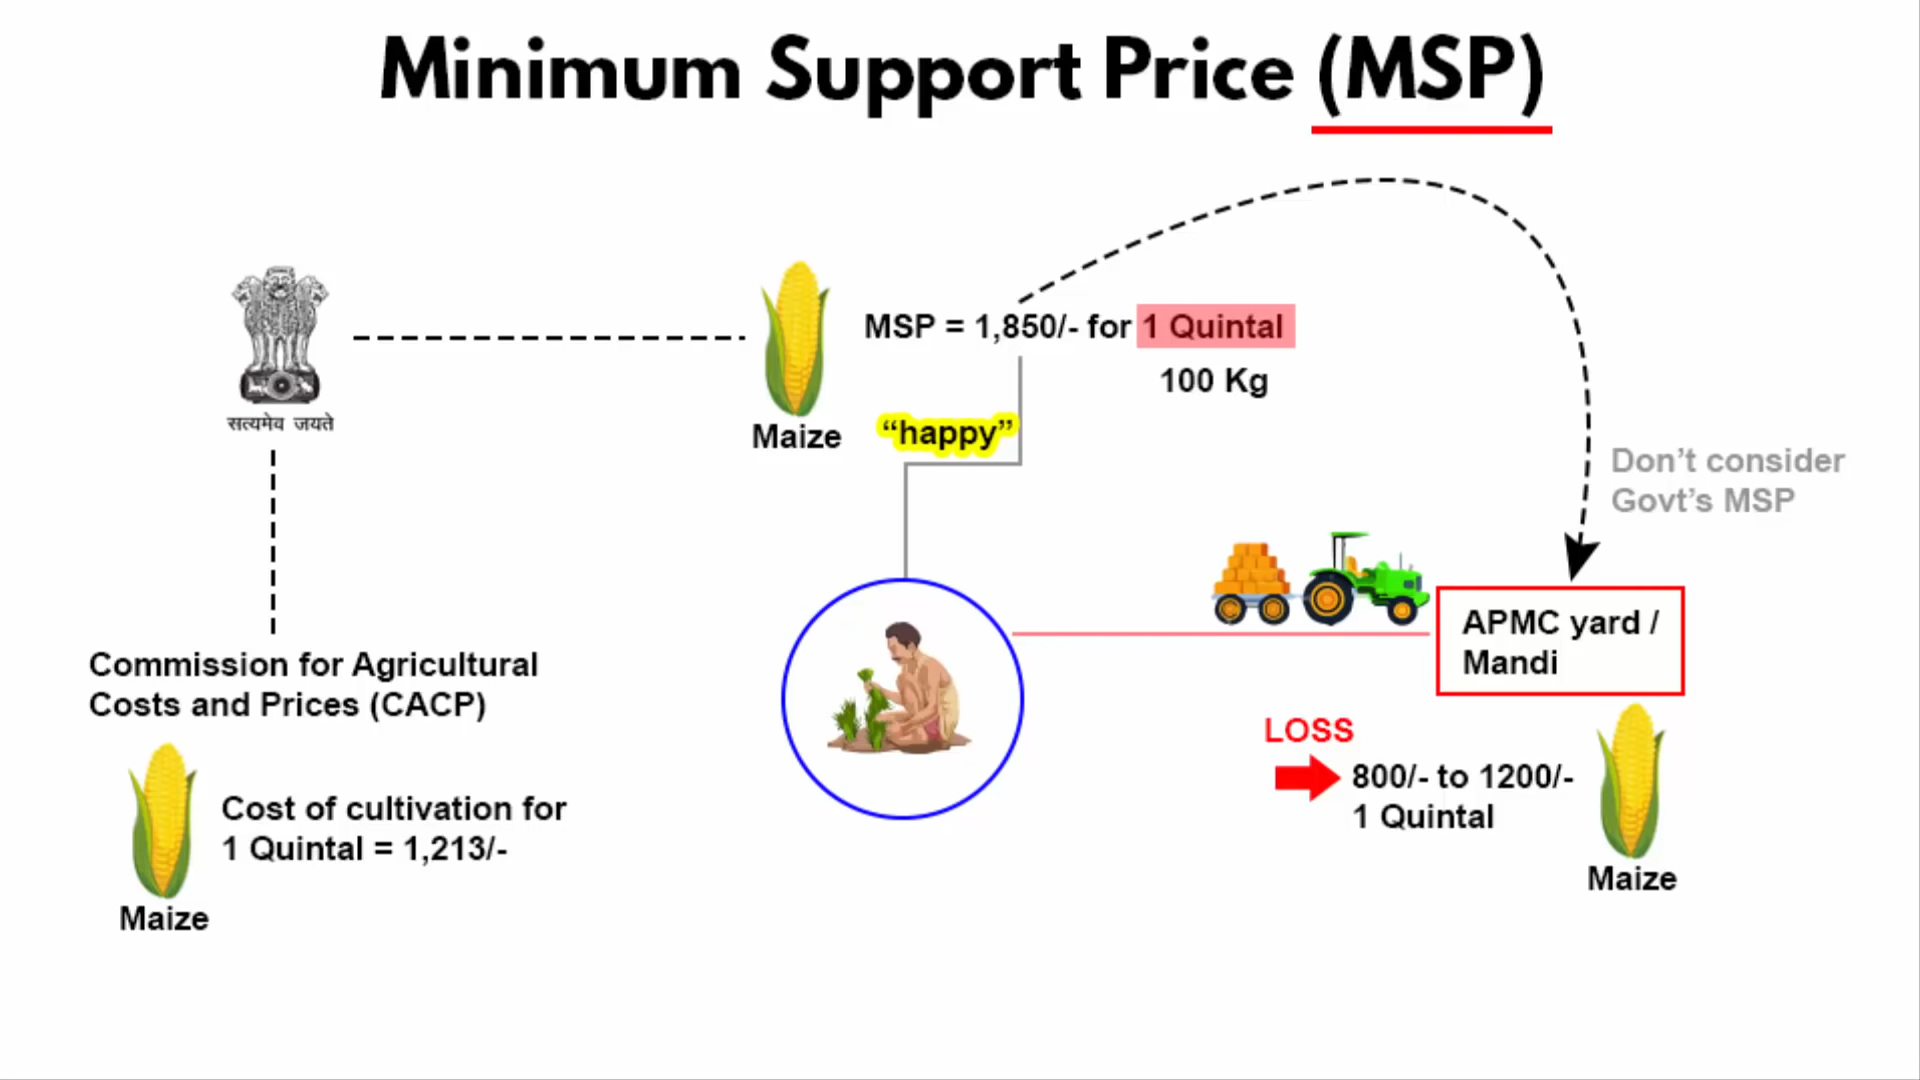 Minimum Support Price (MSP)
सत्यमेव जयते
Maize
MSP = 1,850/- for 1 Quintal
100 Kg
“happy”
Don’t consider
Govt’s MSP
Commission for Agricultural
Costs and Prices (CACP)
Cost of cultivation for
1 Quintal = 1,213/-
Maize
APMC yard /
Mandi
LOSS
800/- to 1200/-
1 Quintal
Maize